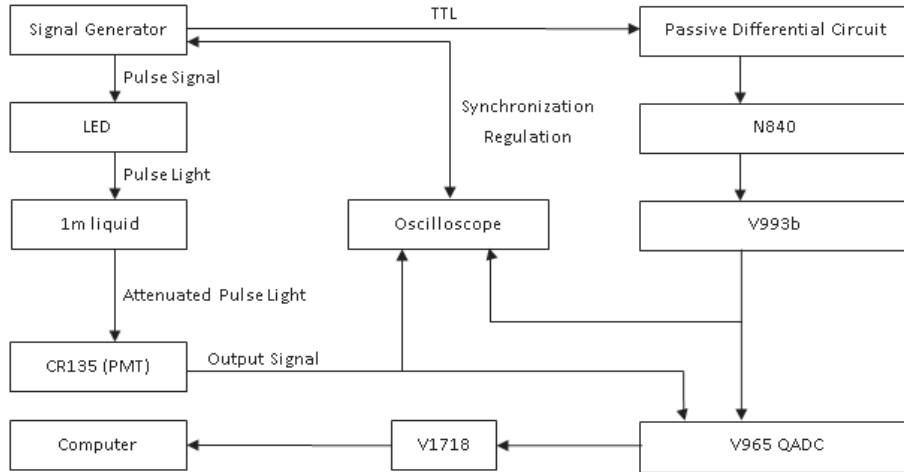 TTL
Signal Generator
Passive Differential Circuit
Pulse Signal
Synchronization
Regulation
LED
N840
Pulse Light
1m liquid
Oscilloscope
V993b
Attenuated Pulse Light
CR135 (PMT)
Output Signal
Computer
V1718
V965 QADC